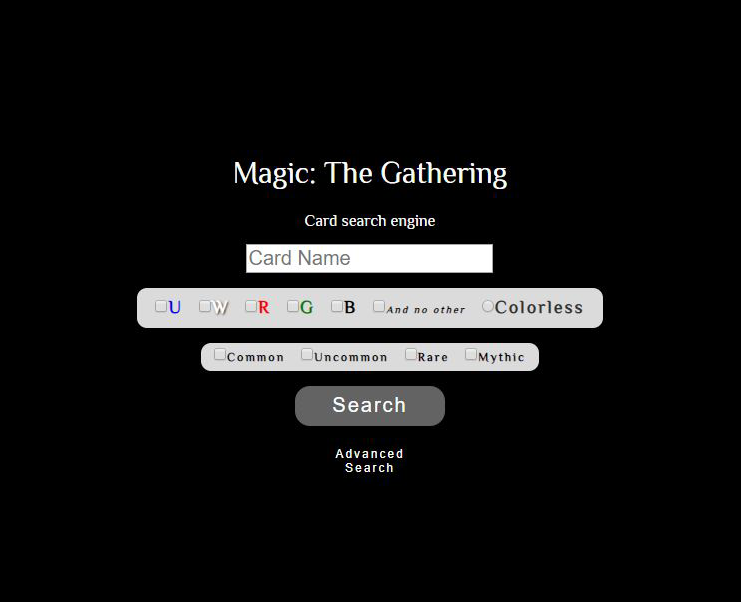 Magic: The Gathering
Card search engine
Card Name
U W R G B And no other Colorless
Common Uncommon Rare Mythic
Search
Advanced
Search